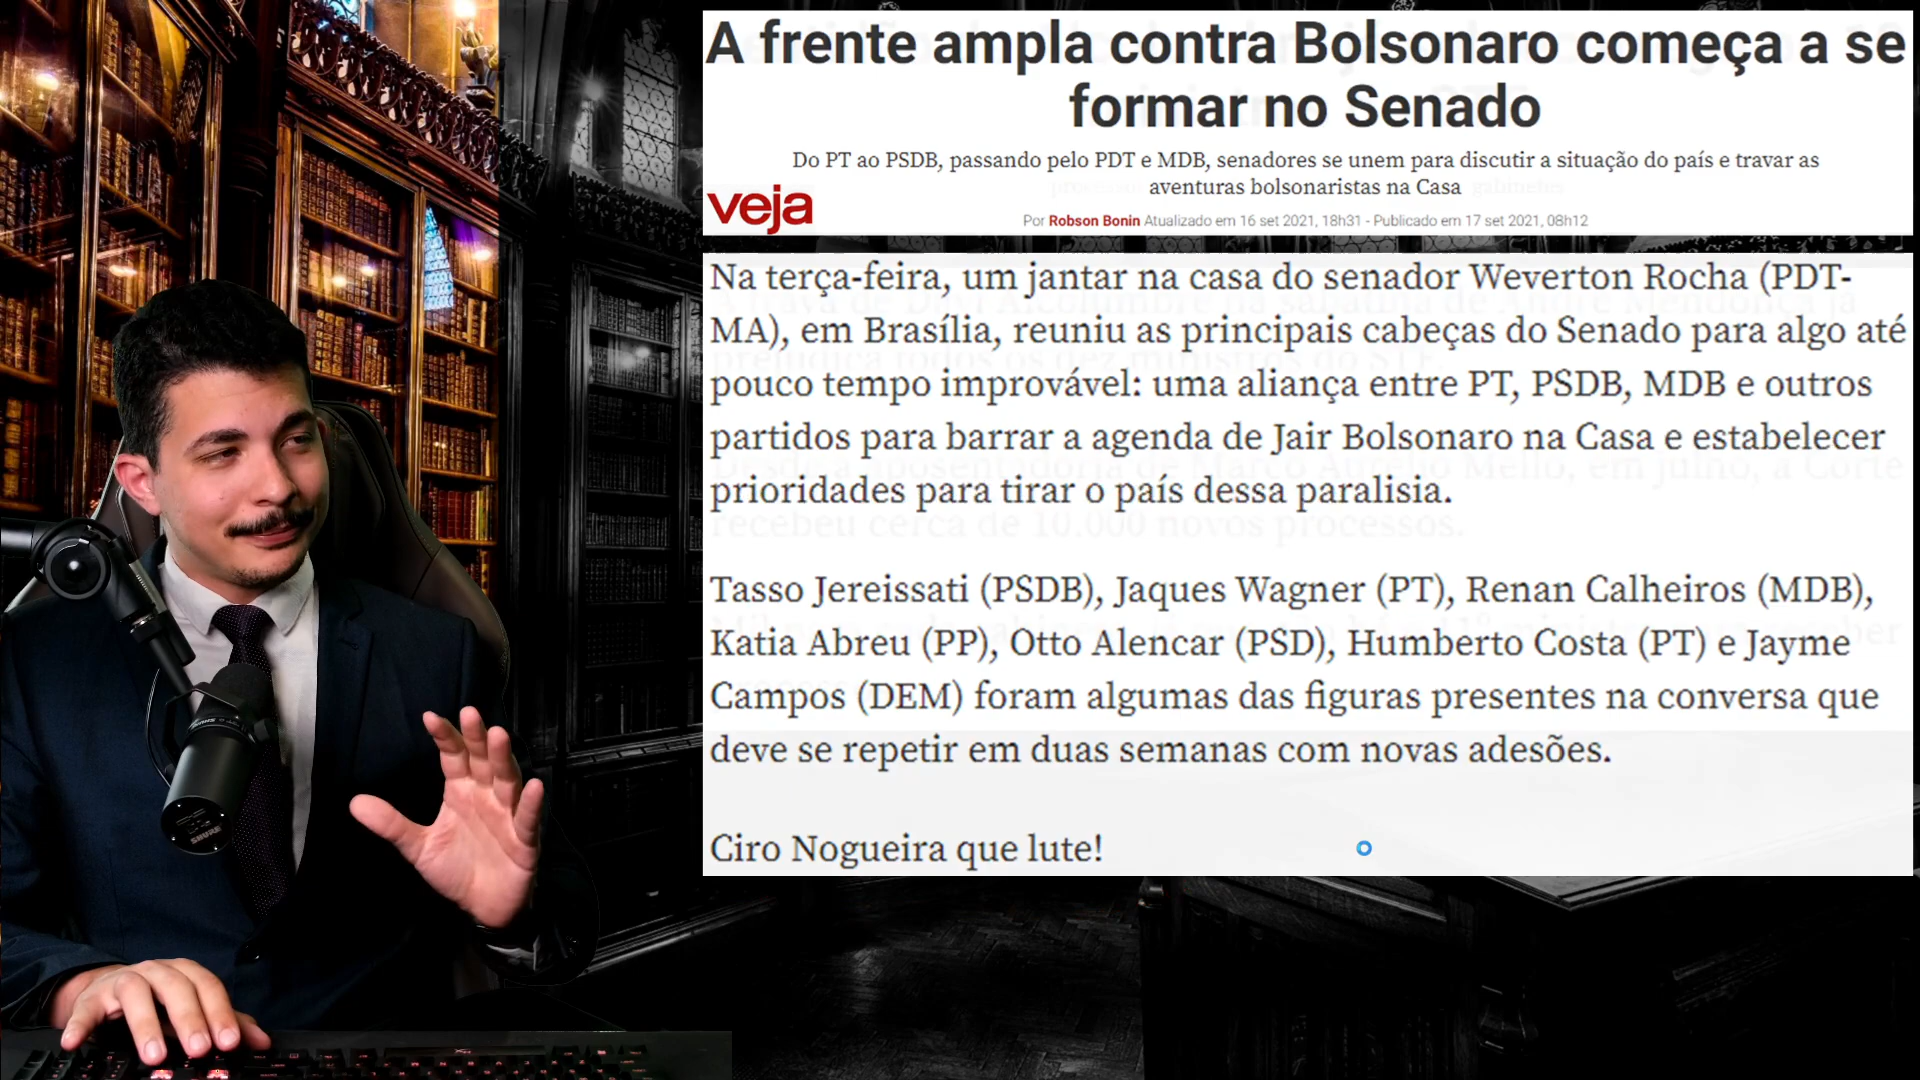 A frente ampla contra Bolsonaro começa a se
formar no Senado
Do PT ao PSDB, passando pelo PDT e MDB, senadores se unem para discutir a situação do país e travar as
aventuras bolsonaristas na Casa
veja
Por Robson Bonin Atualizado em 16 set 2021, 18h31 - Publicado em 17 set 2021, 08h12
Na terça-feira, um jantar na casa do senador Weverton Rocha (PDT-
MA), em Brasília, reuniu as principais cabeças do Senado para algo até
pouco tempo improvável: uma aliança entre PT, PSDB, MDB e outros
partidos para barrar a agenda de Jair Bolsonaro na Casa e estabelecer
prioridades para tirar o país dessa paralisia.
Tasso Jereissati (PSDB), Jaques Wagner (PT), Renan Calheiros (MDB),
Katia Abreu (PP), Otto Alencar (PSD), Humberto Costa (PT) e Jayme
Campos (DEM) foram algumas das figuras presentes na conversa que
deve se repetir em duas semanas com novas adesões.
Ciro Nogueira que lute!
SHURE